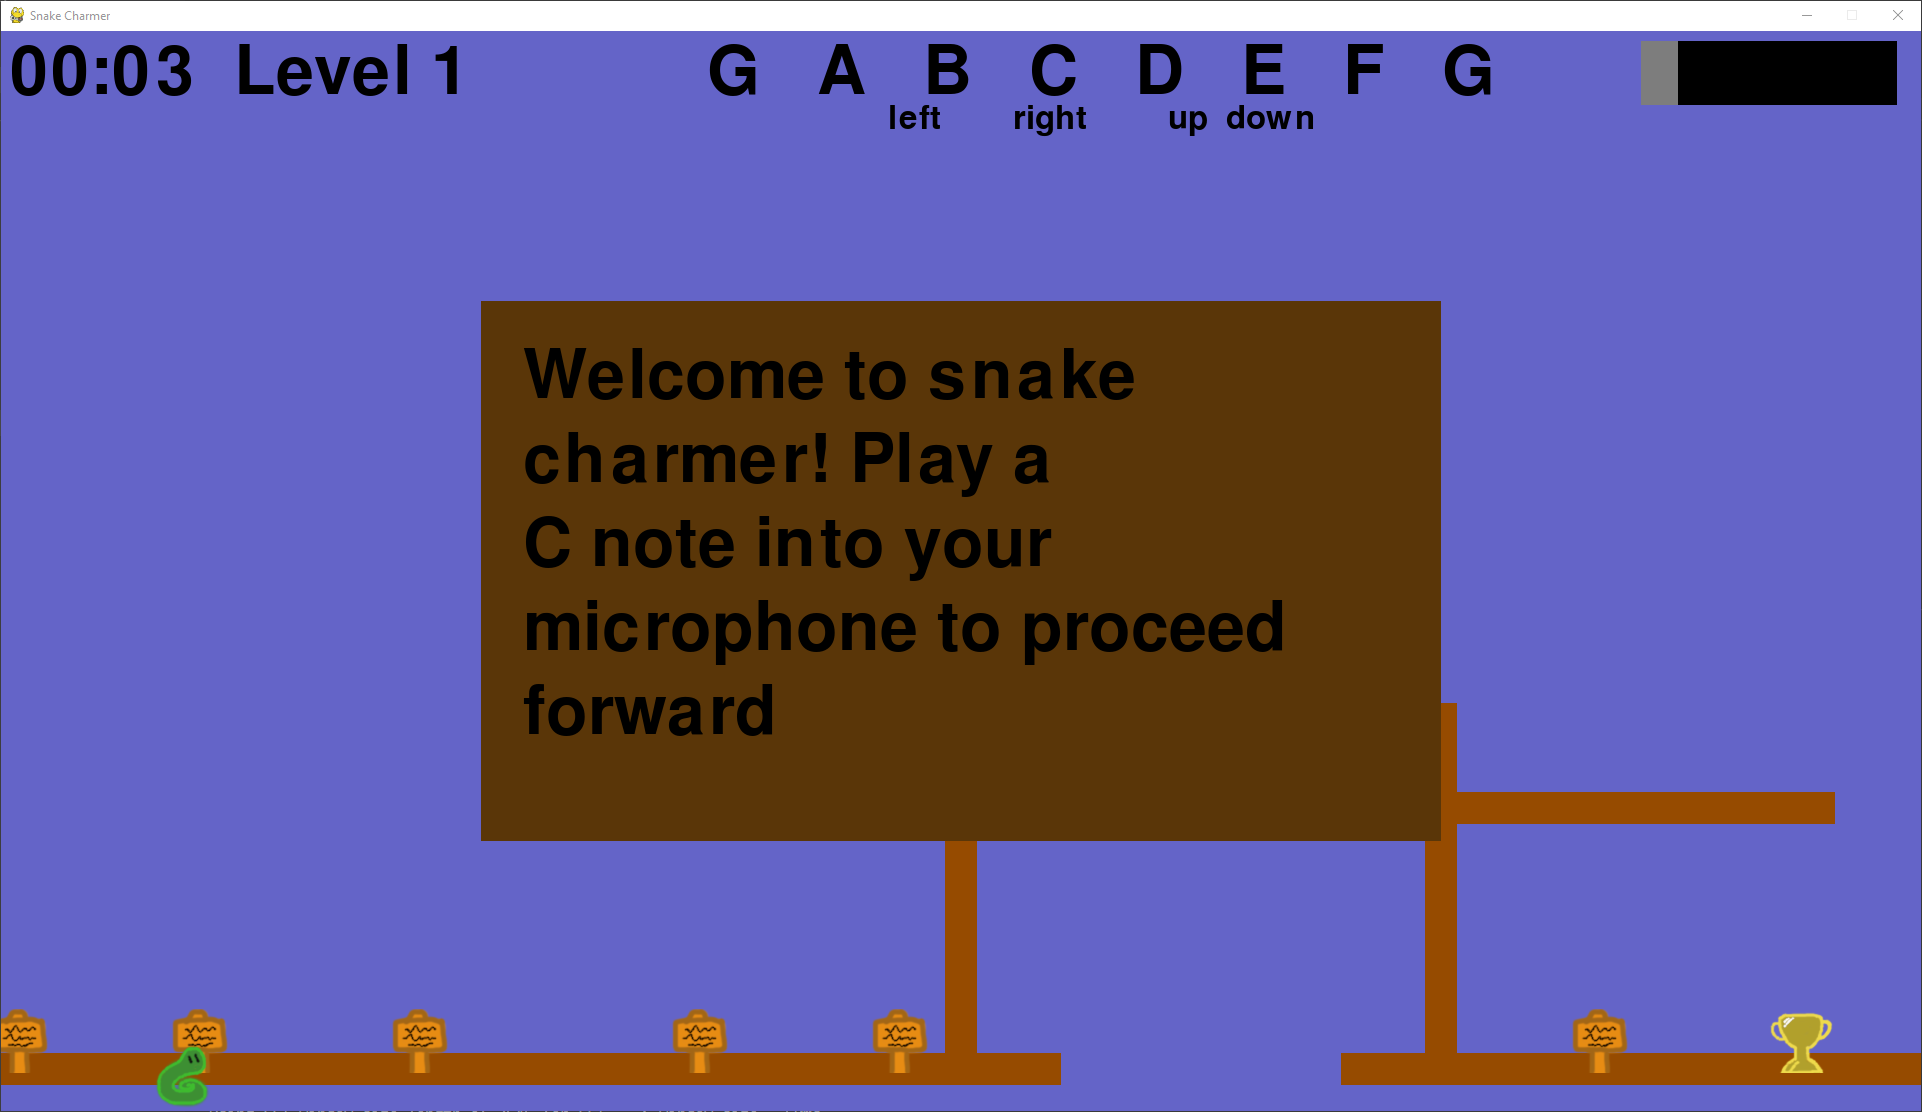 Snake Charmer
00:03 Level 1 G A B C D E F G
left right up down
Welcome to snake
charmer! Play a
C note into your
microphone to proceed
forward